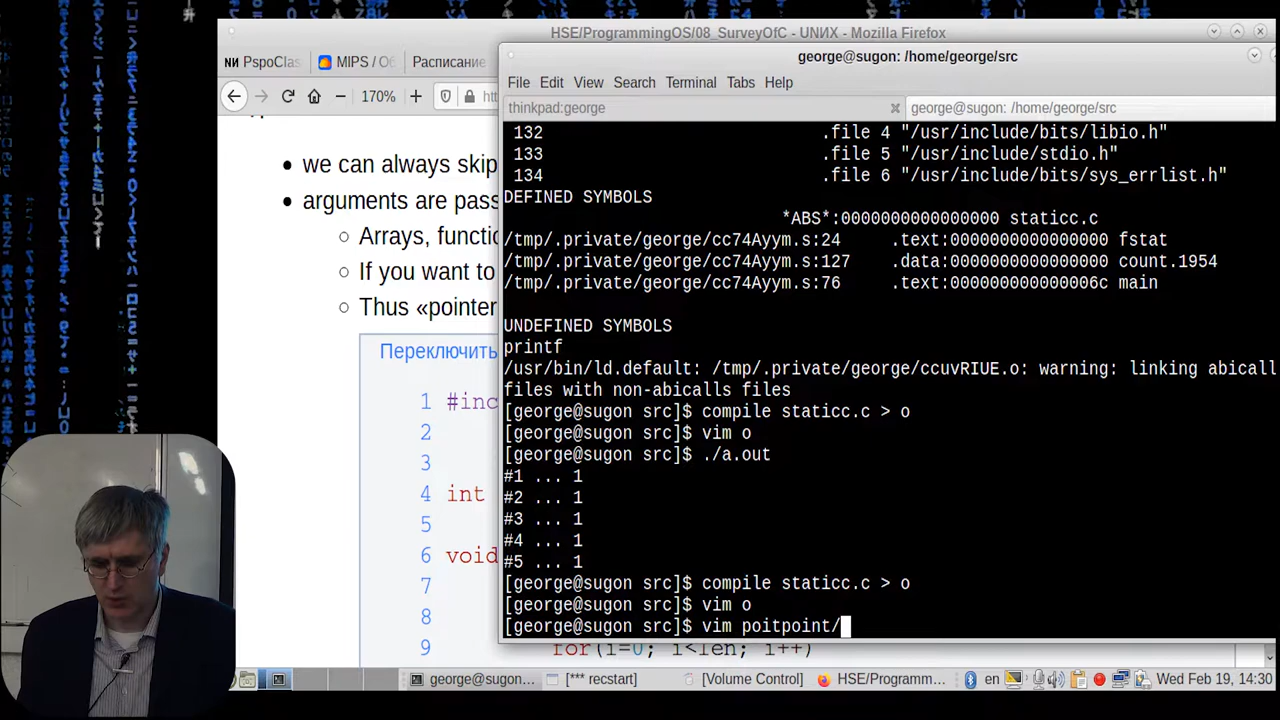 HSE/ProgrammingOS/08_SurveyOfC - UNИX - Mozilla Firefox
ИИ PspoClas
MIPS / Об
Расписание
170%
we can always skip
arguments are pass
Arrays, functio
If you want to
Thus «pointer
Переключить
1 #inc
2
3
4 int
5
6 void
7
8
9 for(i=0; i<len; i++)
george@sugon: /home/george/src
File Edit View Search Terminal Tabs Help
thinkpad:george
george@sugon: /home/george/src
132 .file 4 "/usr/include/bits/libio.h"
133 .file 5 "/usr/include/stdio.h"
134 .file 6 "/usr/include/bits/sys_errlist.h"
DEFINED SYMBOLS
*ABS*:0000000000000000 staticc.c
/tmp/.private/george/cc74Ayym.s:24 .text:0000000000000000 fstat
/tmp/.private/george/cc74Ayym.s:127 .data:0000000000000000 count.1954
/tmp/.private/george/cc74Ayym.s:76 .text:000000000000006c main
UNDEFINED SYMBOLS
printf
/usr/bin/ld.default: /tmp/.private/george/ccuvRIUE.o: warning: linking abicall
files with non-abicalls files
[george@sugon src]$ compile staticc.c > o
[george@sugon src]$ vim o
[george@sugon src]$ ./a.out
#1 ... 1
#2 ... 1
#3 ... 1
#4 ... 1
#5 ... 1
[george@sugon src]$ compile staticc.c > o
[george@sugon src]$ vim o
[george@sugon src]$ vim poitpoint/
george@sugon...
[*** recstart]
[Volume Control]
HSE/Programm...
en
Wed Feb 19, 14:30